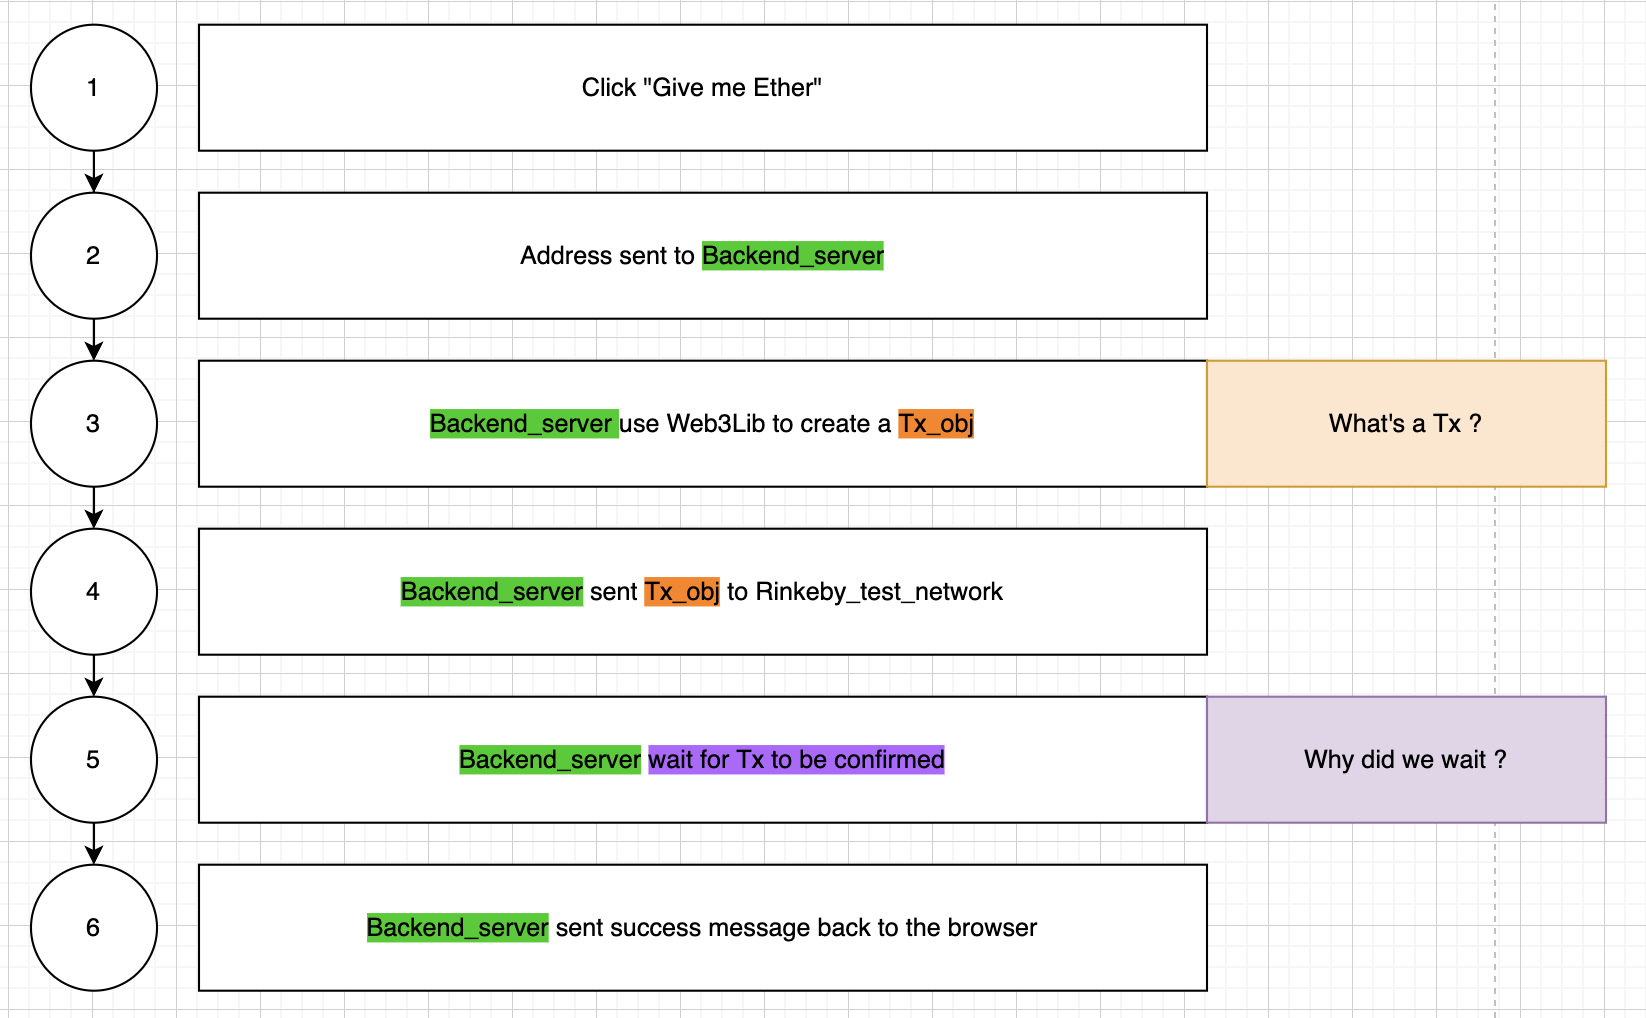 1
Click "Give me Ether"
2
Address sent to Backend_server
3
Backend_server use Web3Lib to create a Tx_obj
What's a Tx ?
4
Backend_server sent Tx_obj to Rinkeby_test_network
5
Backend_server wait for Tx to be confirmed
Why did we wait ?
6
Backend_server sent success message back to the browser